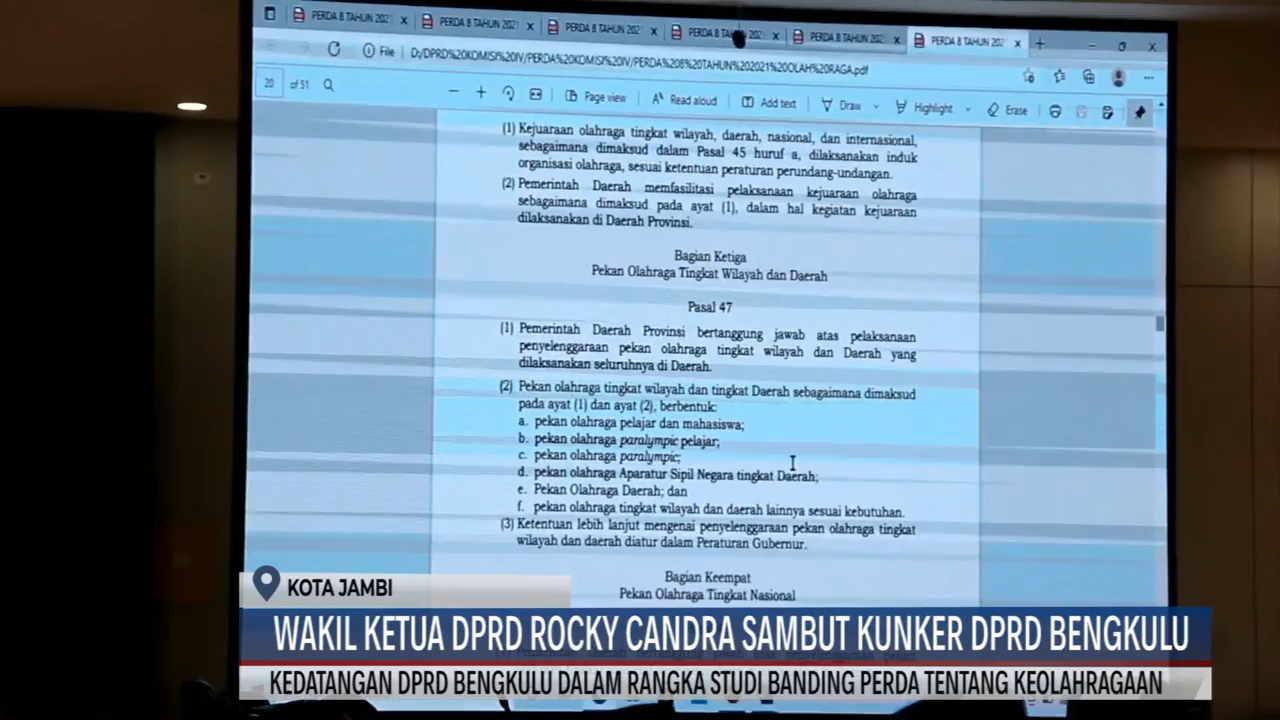 PERDA 8 TAHUN 202
PERDA 8 TAHUN 202
PERDA 8 TAHUN 202
PERDA 8 TA 202
PERDA 8 TAHUN 202
PERDA 8 TAHUN 202
File D:/DPRD%20KOMISI%20IV/PERDA%20KOMISI%20IV/PERDA%208%20TAHUN%202021%20OLAH%20RAGA.pdf
20 of 51 Page view Read aloud Add text Draw Highlight Erase
(1) Kejuaraan olahraga tingkat wilayah, daerah, nasional, dan internasional,
sebagaimana dimaksud dalam Pasal 45 huruf a, dilaksanakan induk
organisasi olahraga, sesuai ketentuan peraturan perundang-undangan.
(2) Pemerintah Daerah memfasilitasi pelaksanaan kejuaraan olahraga
sebagaimana dimaksud pada ayat (1), dalam hal kegiatan kejuaraan
dilaksanakan di Daerah Provinsi.
Bagian Ketiga
Pekan Olahraga Tingkat Wilayah dan Daerah
Pasal 47
(1) Pemerintah Daerah Provinsi bertanggung jawab atas pelaksanaan
penyelenggaraan pekan olahraga tingkat wilayah dan Daerah yang
dilaksanakan seluruhnya di Daerah.
(2) Pekan olahraga tingkat wilayah dan tingkat Daerah sebagaimana dimaksud
pada ayat (1) dan ayat (2), berbentuk:
a. pekan olahraga pelajar dan mahasiswa;
b. pekan olahraga paralympic pelajar;
c. pekan olahraga paralympic;
d. pekan olahraga Aparatur Sipil Negara tingkat Daerah;
e. Pekan Olahraga Daerah; dan
f. pekan olahraga tingkat wilayah dan daerah lainnya sesuai kebutuhan.
(3) Ketentuan lebih lanjut mengenai penyelenggaraan pekan olahraga tingkat
wilayah dan daerah diatur dalam Peraturan Gubernur.
Bagian Keempat
Pekan Olahraga Tingkat Nasional
KOTA JAMBI
WAKIL KETUA DPRD ROCKY CANDRA SAMBUT KUNKER DPRD BENGKULU
KEDATANGAN DPRD BENGKULU DALAM RANGKA STUDI BANDING PERDA TENTANG KEOLAHRAGAAN